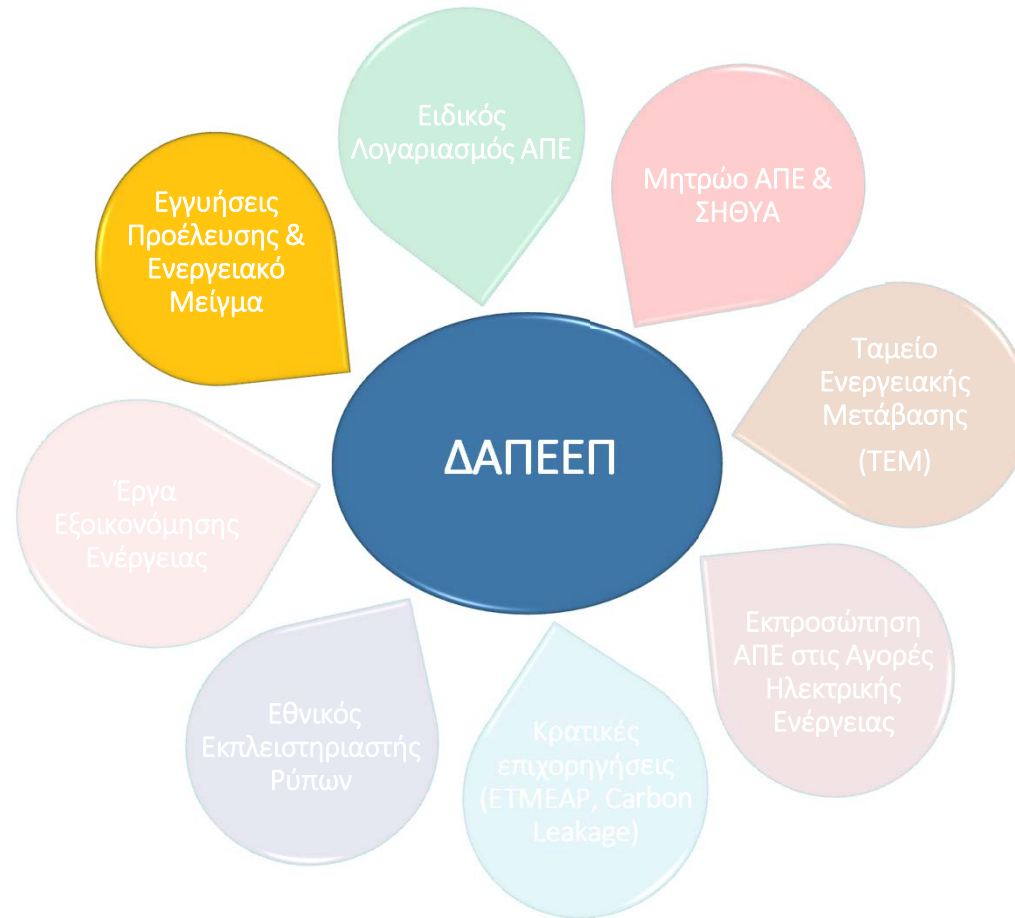 Ειδικός
Λογαριασμός ΑΠΕ
Μητρώο ΑΠΕ &
ΣΗΘΥΑ
Ταμείο
Ενεργειακής
Μετάβασης
(ΤΕΜ)
Εκπροσώπηση
ΑΠΕ στις Αγορές
Ηλεκτρικής
Ενέργειας
Κρατικές
επιχορηγήσεις
(ΕΤΜΕΑΡ, Carbon
Leakage)
Εθνικός
Εκπλειστηριαστής
Ρύπων
Έργα
Εξοικονόμησης
Ενέργειας
Εγγυήσεις
Προέλευσης &
Ενεργειακό
Μείγμα
ΔΑΠΕΕΠ